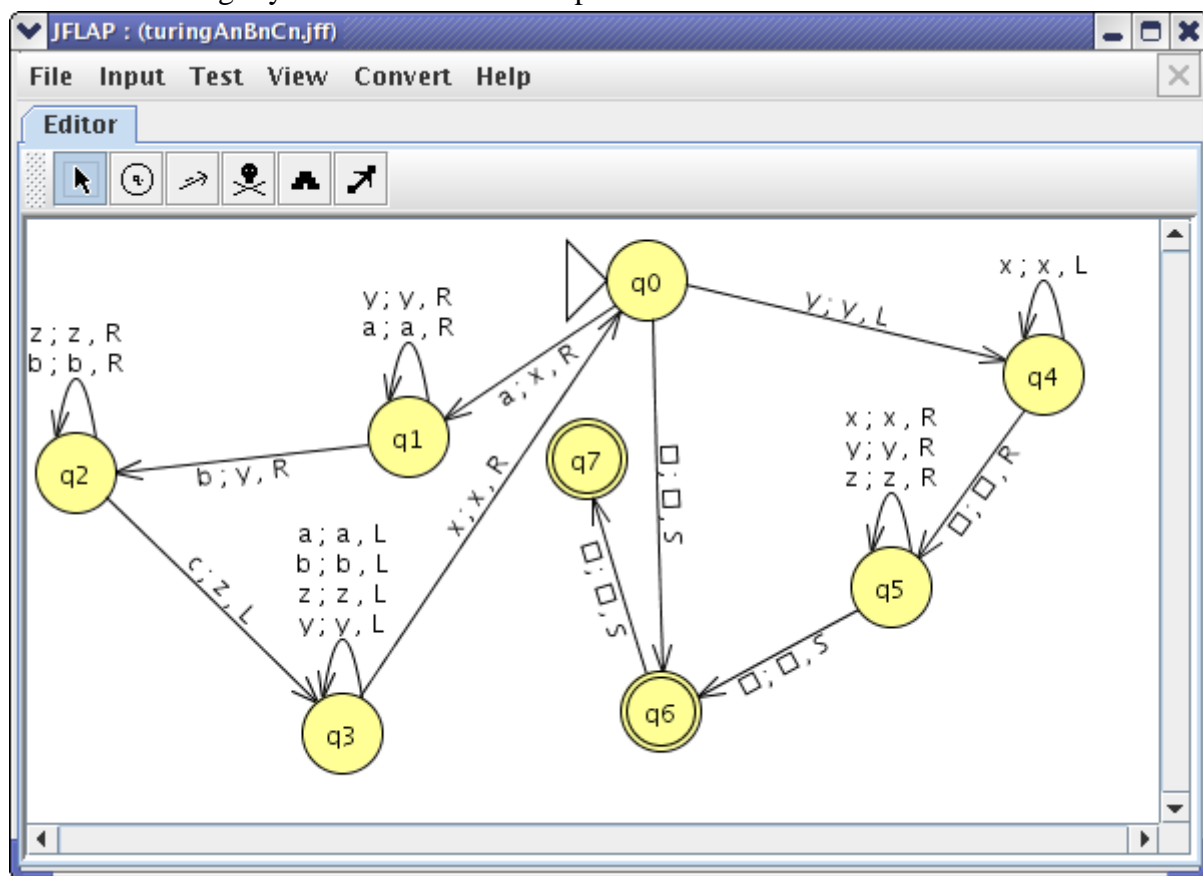 JFLAP : (turingAnBnCn.jff)
File Input Test View Convert Help
Editor
q
q0
x ; x , L
y ; y , R
a ; a , R
y ; y , L
z ; z , R
b ; b , R
a ; x , R
q4
q1
x ; x , R
y ; y , R
z ; z , R
q7
q2
b ; y , R
□ ; □ , S
x ; x , R
□ ; □ , R
a ; a , L
b ; b , L
z ; z , L
y ; y , L
□ ; □ , S
c ; z , L
q5
□ ; □ , S
q6
q3